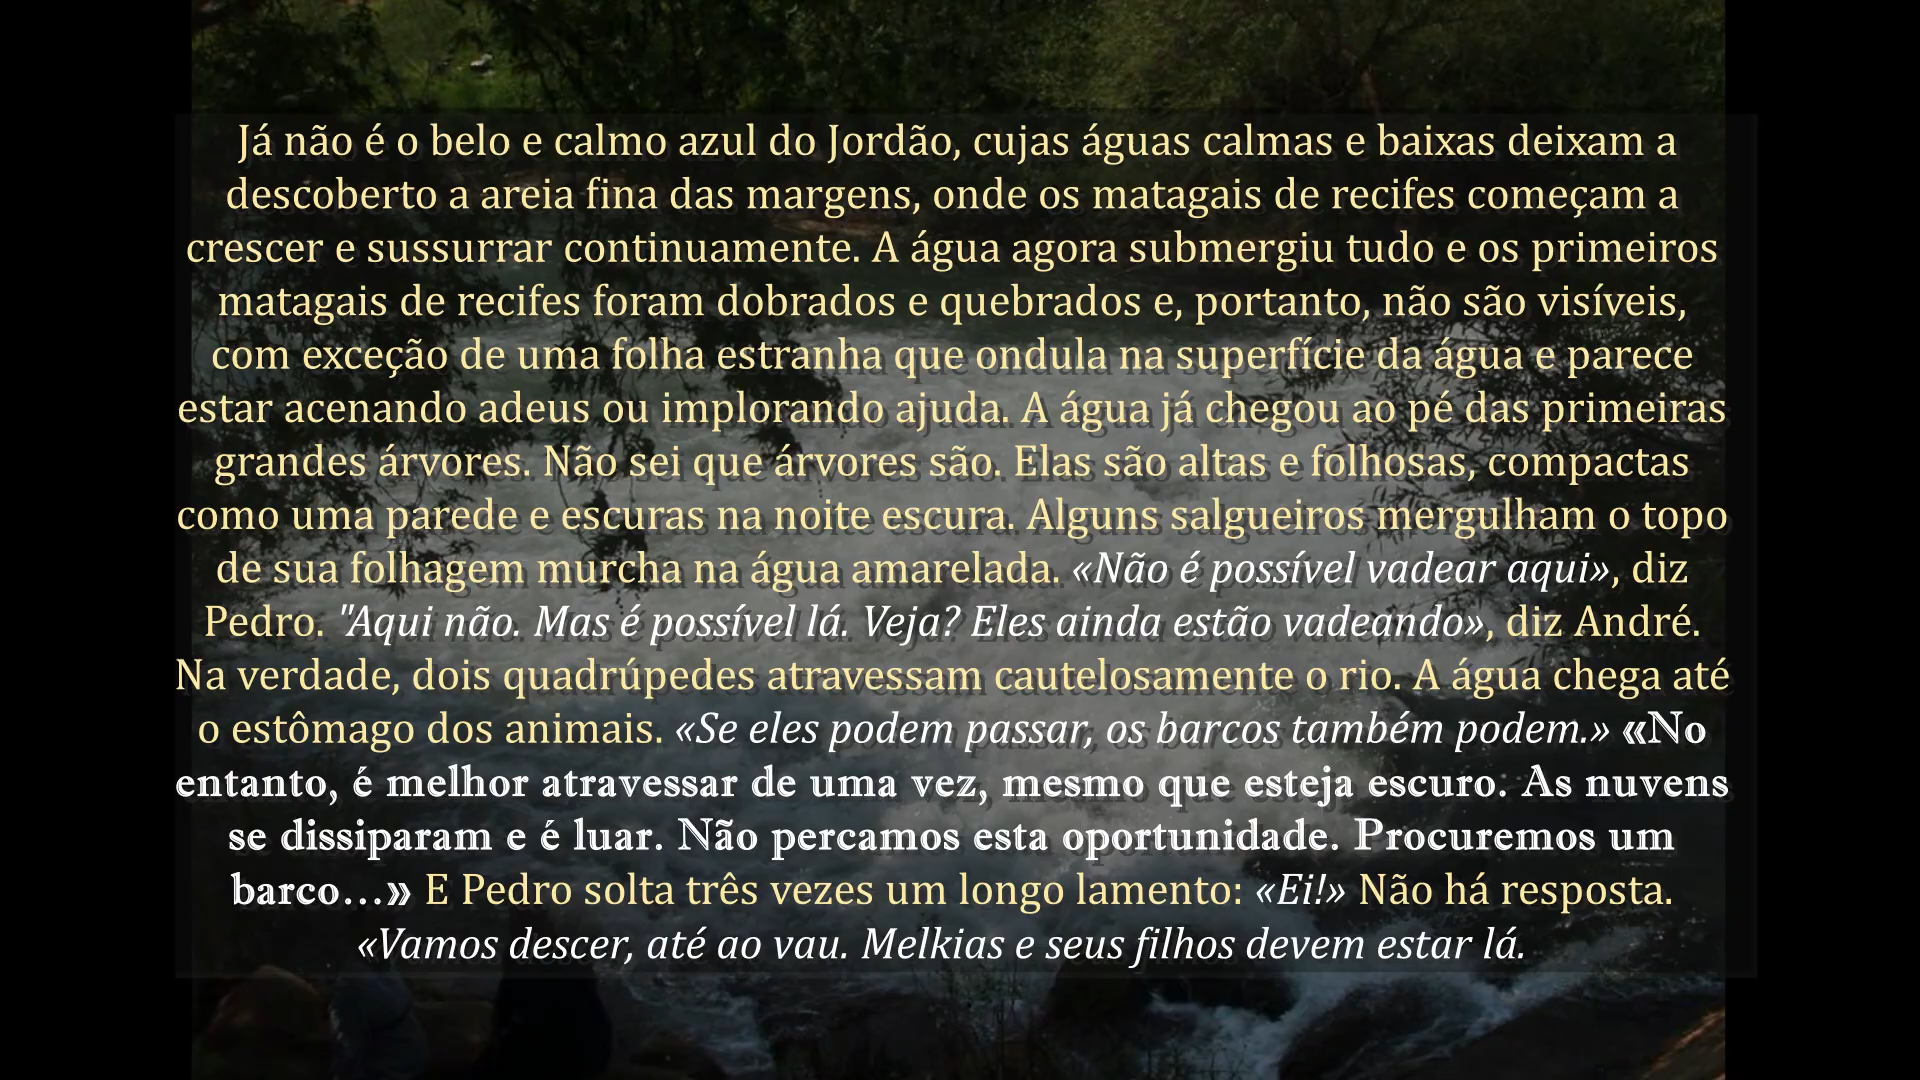 Já não é o belo e calmo azul do Jordão, cujas águas calmas e baixas deixam a
descoberto a areia fina das margens, onde os matagais de recifes começam a
crescer e sussurrar continuamente. A água agora submergiu tudo e os primeiros
matagais de recifes foram dobrados e quebrados e, portanto, não são visíveis,
com exceção de uma folha estranha que ondula na superfície da água e parece
estar acenando adeus ou implorando ajuda. A água já chegou ao pé das primeiras
grandes árvores. Não sei que árvores são. Elas são altas e folhosas, compactas
como uma parede e escuras na noite escura. Alguns salgueiros mergulham o topo
de sua folhagem murcha na água amarelada. «Não é possível vadear aqui», diz
Pedro. "Aqui não. Mas é possível lá. Veja? Eles ainda estão vadeando», diz André.
Na verdade, dois quadrúpedes atravessam cautelosamente o rio. A água chega até
o estômago dos animais. «Se eles podem passar, os barcos também podem.» «No
entanto, é melhor atravessar de uma vez, mesmo que esteja escuro. As nuvens
se dissiparam e é luar. Não percamos esta oportunidade. Procuremos um
barco…» E Pedro solta três vezes um longo lamento: «Ei!» Não há resposta.
«Vamos descer, até ao vau. Melkias e seus filhos devem estar lá.